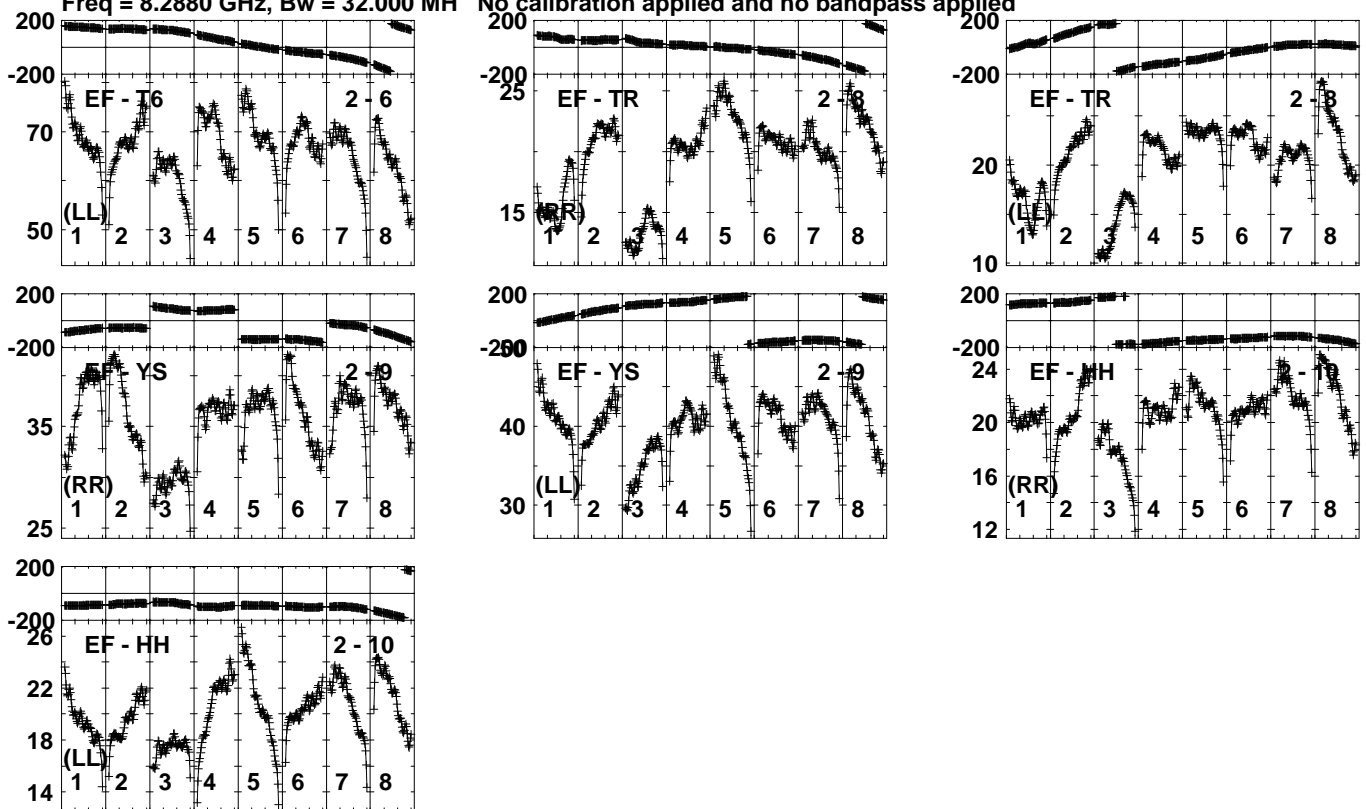 Freq = 8.2880 GHz, Bw = 32.000 MH No calibration applied and no bandpass applied
200
-200
EF - T6 2 - 6
70
(LL)
50
1 2 3 4 5 6 7 8
200
-200
25
EF - TR 2 - 8
15
(RR)
1 2 3 4 5 6 7 8
200
-200
EF - TR 2 - 8
20
(LL)
10
1 2 3 4 5 6 7 8
200
-200
EF - YS 2 - 9
35
(RR)
25
1 2 3 4 5 6 7 8
200
-200
50
EF - YS 2 - 9
40
(LL)
30
1 2 3 4 5 6 7 8
200
-200
24
EF - HH 2 - 10
20
16
(RR)
12
1 2 3 4 5 6 7 8
200
-200
26
EF - HH 2 - 10
22
18
(LL)
14
1 2 3 4 5 6 7 8